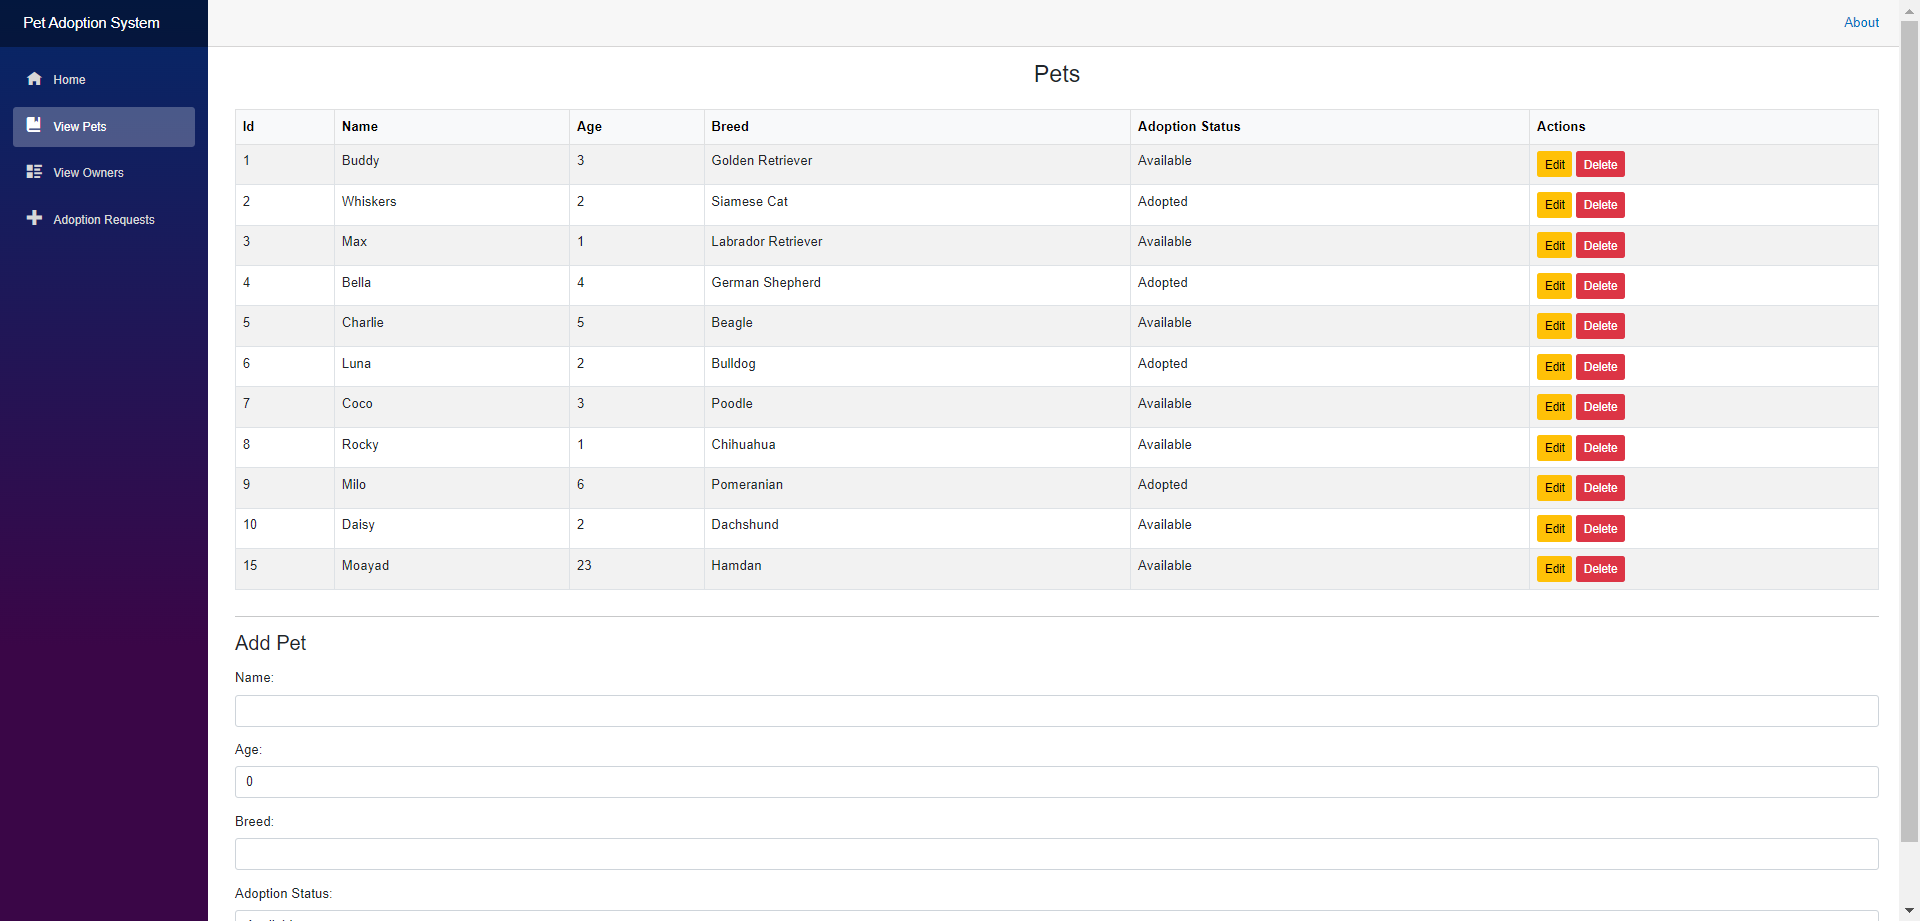 Pet Adoption System
About
Home
View Pets
View Owners
Adoption Requests
Pets
Id Name Age Breed Adoption Status Actions
1 Buddy 3 Golden Retriever Available Edit Delete
2 Whiskers 2 Siamese Cat Adopted Edit Delete
3 Max 1 Labrador Retriever Available Edit Delete
4 Bella 4 German Shepherd Adopted Edit Delete
5 Charlie 5 Beagle Available Edit Delete
6 Luna 2 Bulldog Adopted Edit Delete
7 Coco 3 Poodle Available Edit Delete
8 Rocky 1 Chihuahua Available Edit Delete
9 Milo 6 Pomeranian Adopted Edit Delete
10 Daisy 2 Dachshund Available Edit Delete
15 Moayad 23 Hamdan Available Edit Delete
Add Pet
Name:
Age:
0
Breed:
Adoption Status: